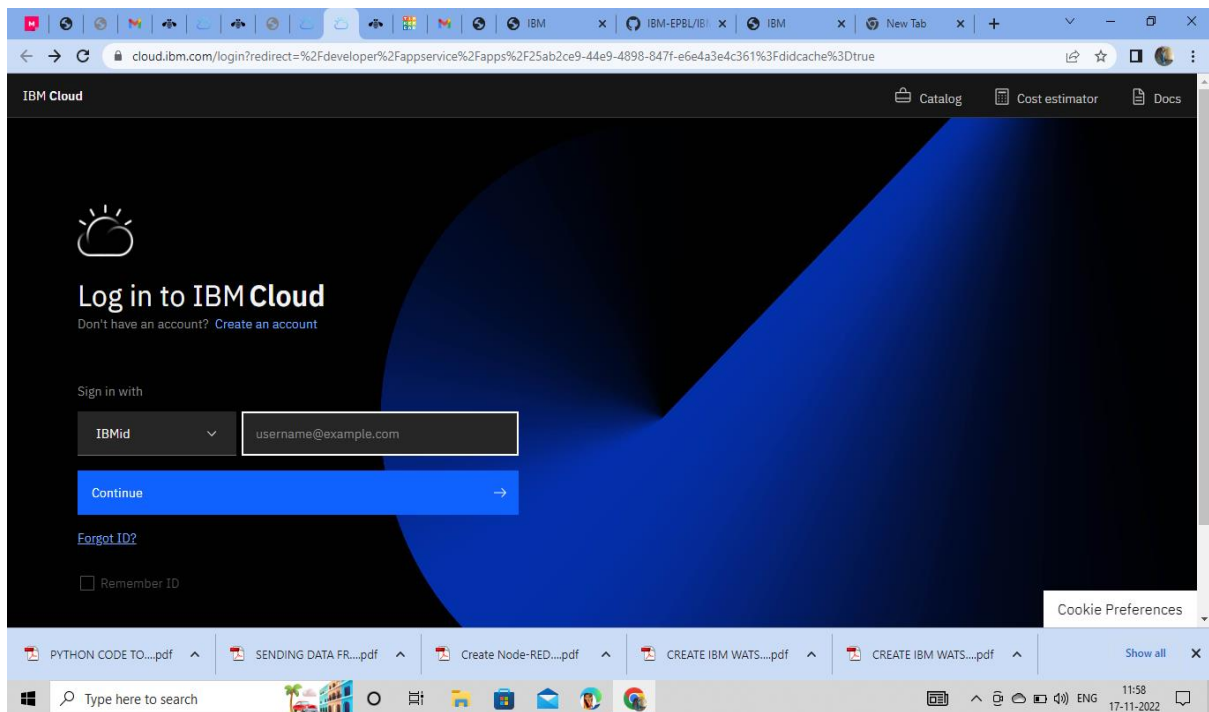 IBM
IBM-EPBL/IB
IBM
New Tab
cloud.ibm.com/login?redirect=%2Fdeveloper%2Fappservice%2Fapps%2F25ab2ce9-44e9-4898-847f-e6e4a3e4c361%3Fdidcache%3Dtrue
IBM Cloud
Catalog
Cost estimator
Docs
Log in to IBM Cloud
Don't have an account? Create an account
Sign in with
IBMid
username@example.com
Continue
Forgot ID?
Remember ID
Cookie Preferences
PYTHON CODE TO....pdf
SENDING DATA FR....pdf
Create Node-RED....pdf
CREATE IBM WATS....pdf
CREATE IBM WATS....pdf
Show all
Type here to search
ENG
11:58
17-11-2022